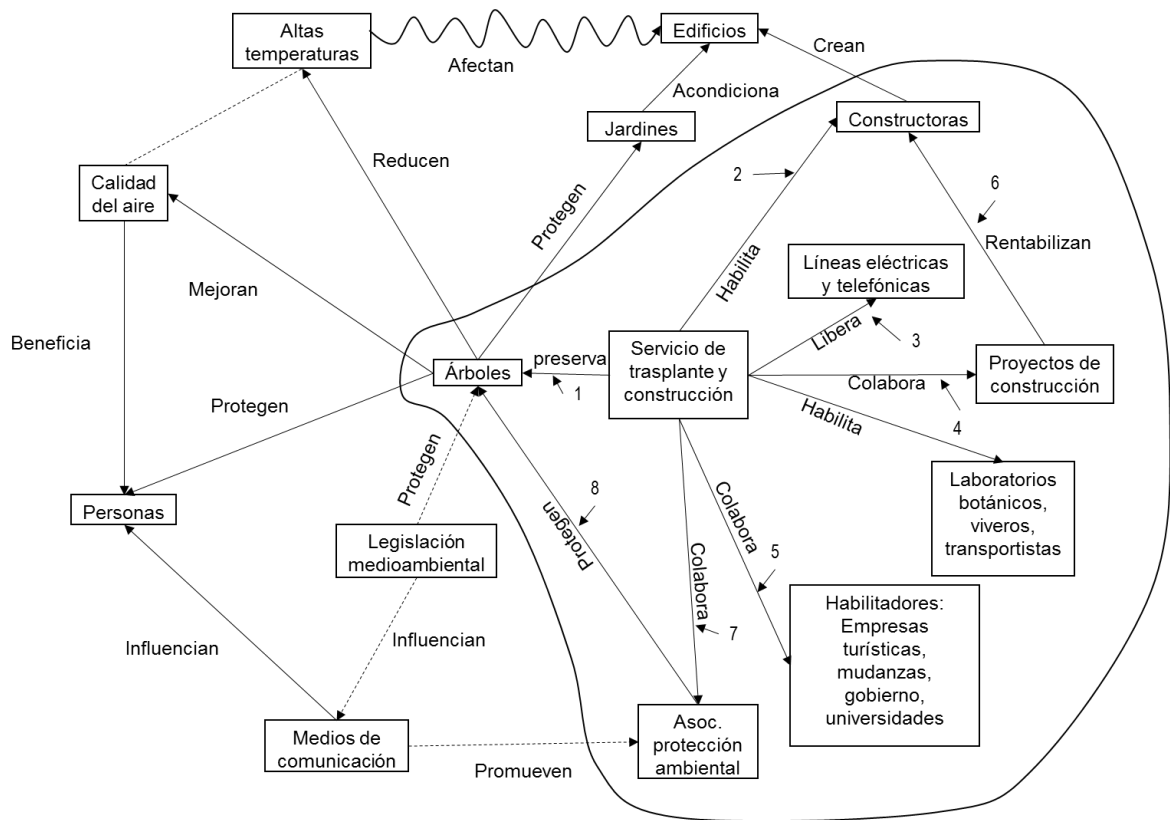 Altas
temperaturas
Afectan
Edificios
Crean
Acondiciona
Jardines
Constructoras
Reducen
2
6
Calidad
del aire
Protegen
Habilita
Rentabilizan
Líneas eléctricas
y telefónicas
Mejoran
Libera
3
Beneficia
Árboles
preserva
1
Servicio de
trasplante y
construcción
Colabora
4
Proyectos de
construcción
Protegen
Habilita
Protegen
8
Protegen
Colabora
5
Laboratorios
botánicos,
viveros,
transportistas
Personas
Legislación
medioambiental
Colabora
7
Habilitadores:
Empresas
turísticas,
mudanzas,
gobierno,
universidades
Influencian
Influencian
Medios de
comunicación
Promueven
Asoc.
protección
ambiental